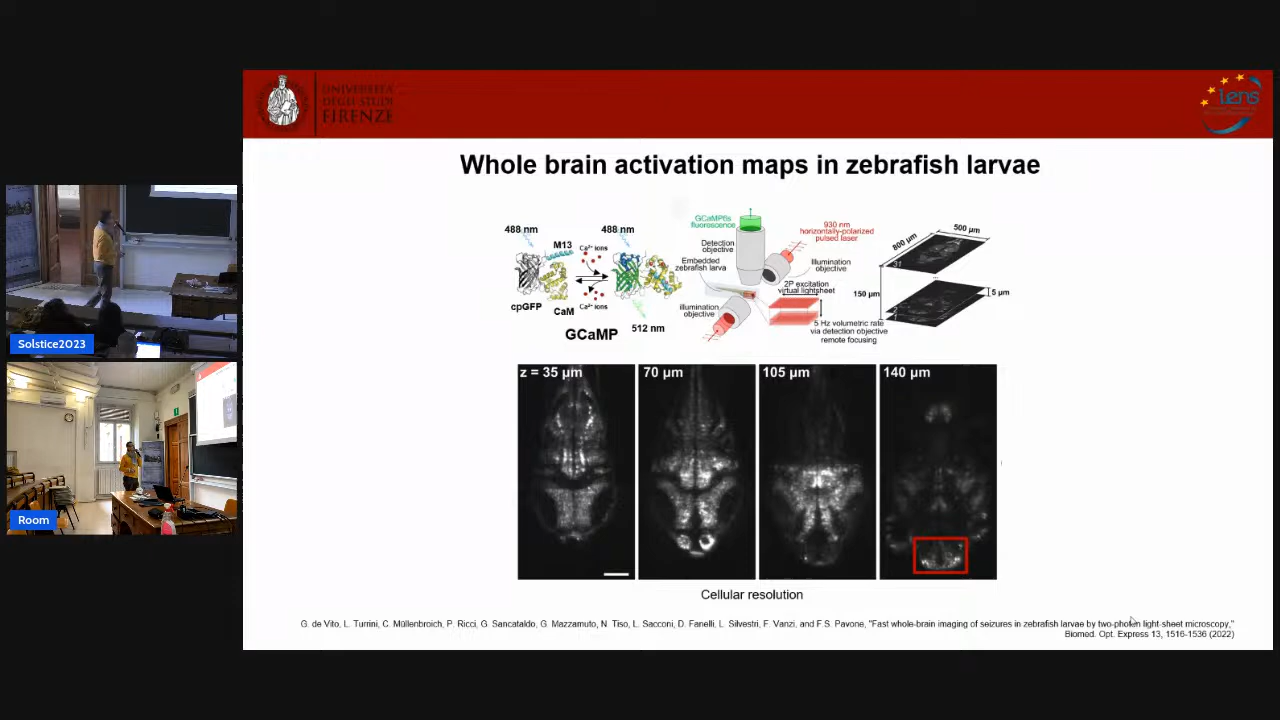 UNIVERSITÀ
DEGLI STUDI
FIRENZE
Lens
Whole brain activation maps in zebrafish larvae
488 nm
488 nm
M13
Ca²⁺ ions
cpGFP
CaM
Ca²⁺ ions
512 nm
GCaMP
GCaMP6s
fluorescence
930 nm
horizontally-polarized
pulsed laser
Detection
objective
Embedded
zebrafish larva
Illumination
objective
2P excitation
virtual lightsheet
illumination
objective
5 Hz volumetric rate
via detection objective
remote focusing
800 µm
500 µm
31
150 µm
5 µm
z = 35 µm
70 µm
105 µm
140 µm
Cellular resolution
G. de Vito, L. Turrini, C. Müllenbroich, P. Ricci, G. Sancataldo, G. Mazzamuto, N. Tiso, L. Sacconi, D. Fanelli, L. Silvestri, F. Vanzi, and F.S. Pavone, "Fast whole-brain imaging of seizures in zebrafish larvae by two-photon light-sheet microscopy,"
Biomed. Opt. Express 13, 1516-1536 (2022)
Solstice2023
Room